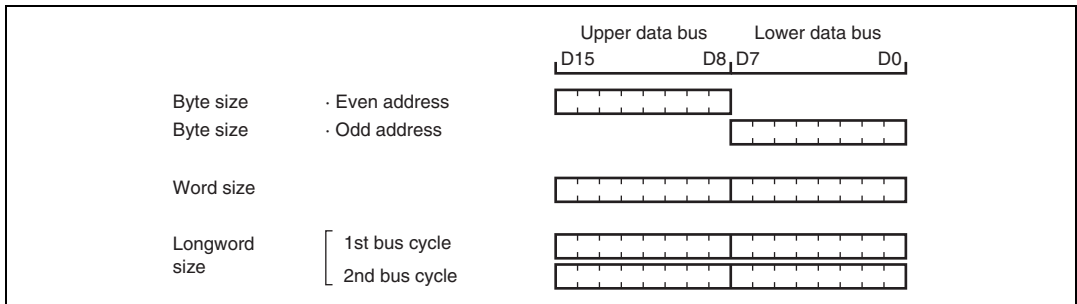 Upper data bus Lower data bus
D15 D8 D7 D0
Byte size · Even address
Byte size · Odd address
Word size
Longword size
1st bus cycle
2nd bus cycle